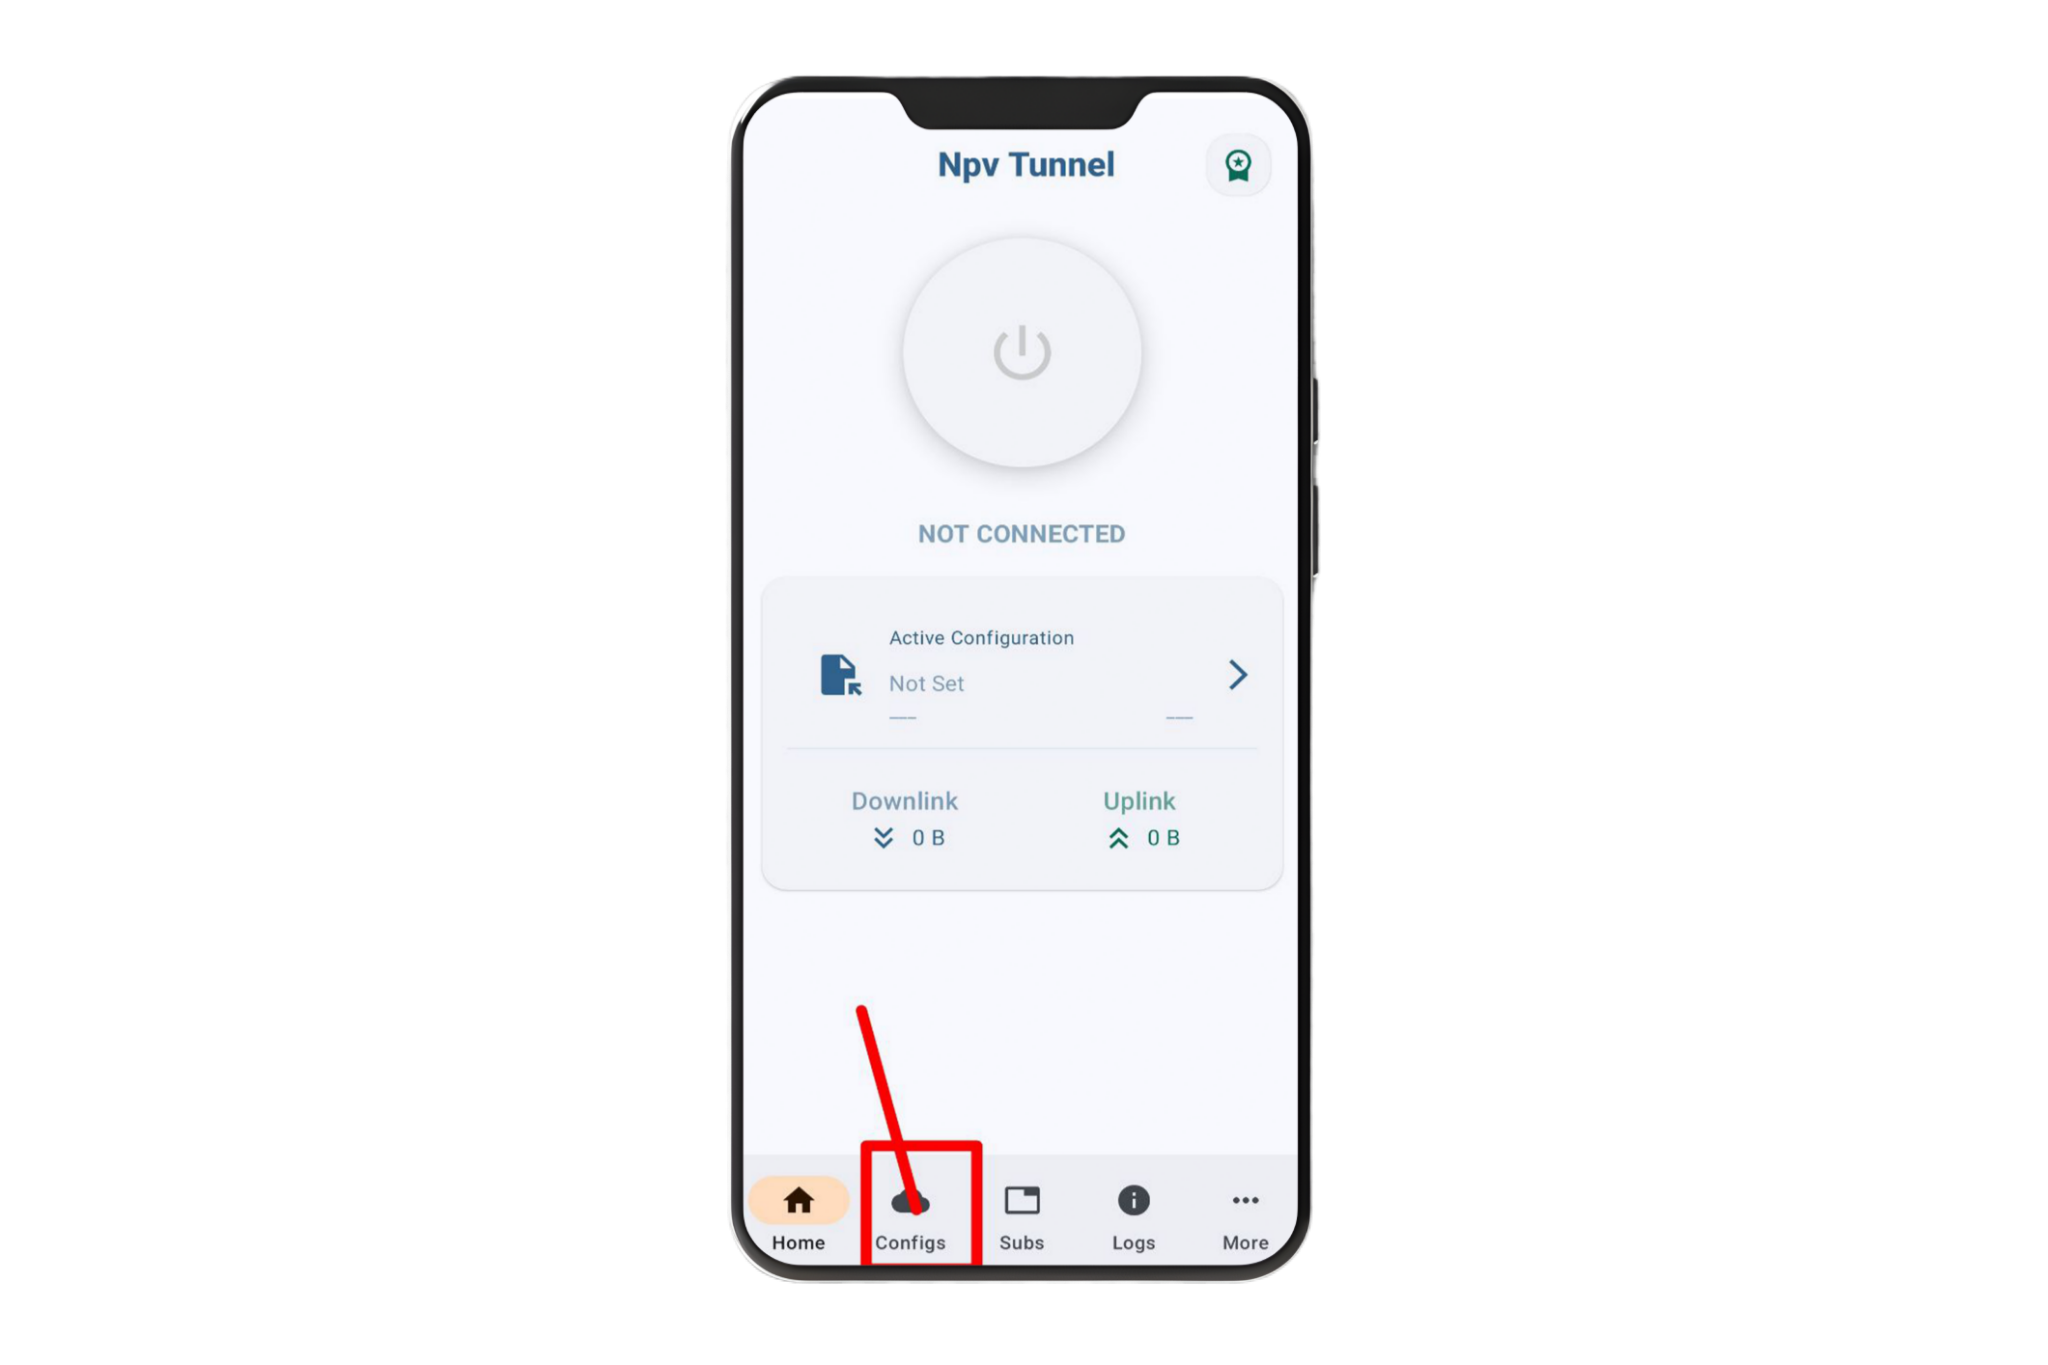 Npv Tunnel
NOT CONNECTED
Active Configuration
Not Set
Downlink
Uplink
0 B
0 B
Home
Configs
Subs
Logs
More